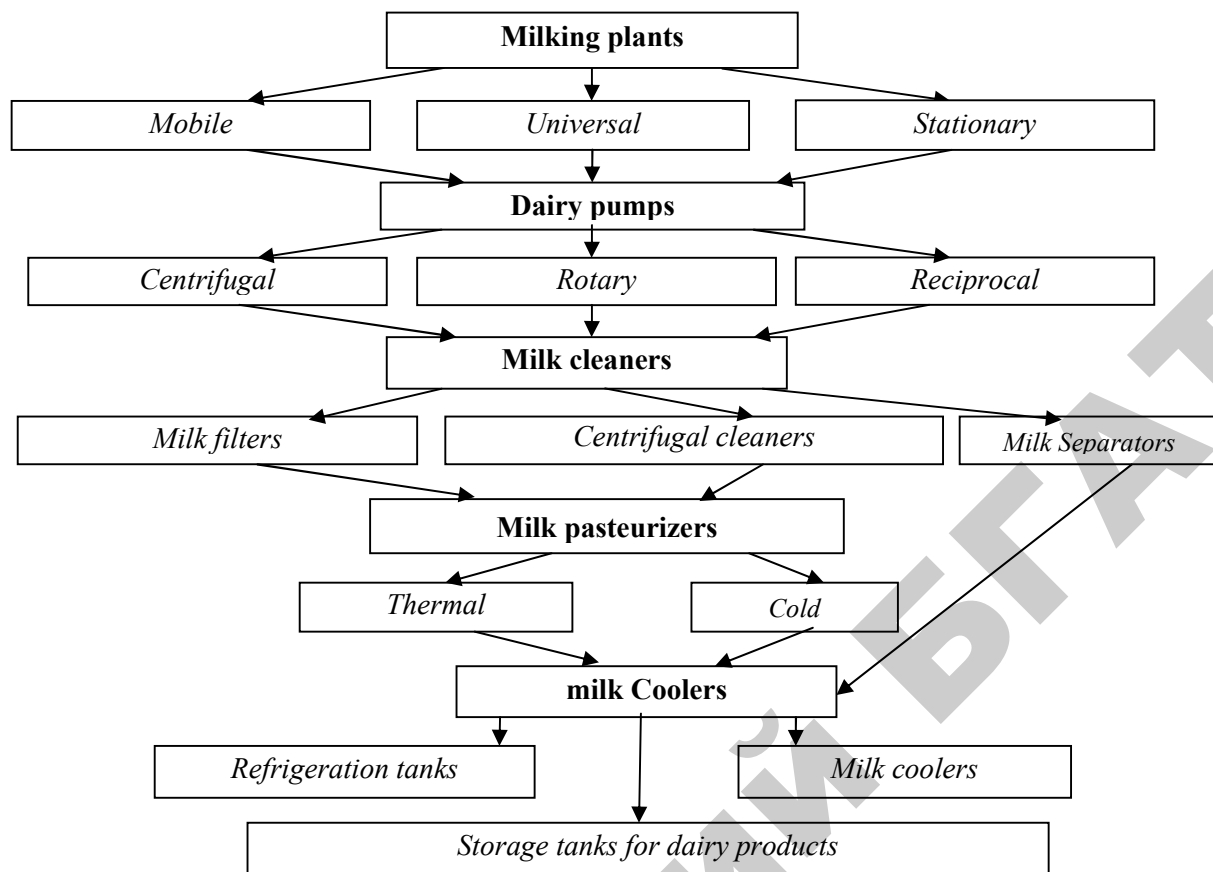 Milking plants
Mobile
Universal
Stationary
Dairy pumps
Centrifugal
Rotary
Reciprocal
Milk cleaners
Milk filters
Centrifugal cleaners
Milk Separators
Milk pasteurizers
Thermal
Cold
milk Coolers
Refrigeration tanks
Milk coolers
Storage tanks for dairy products